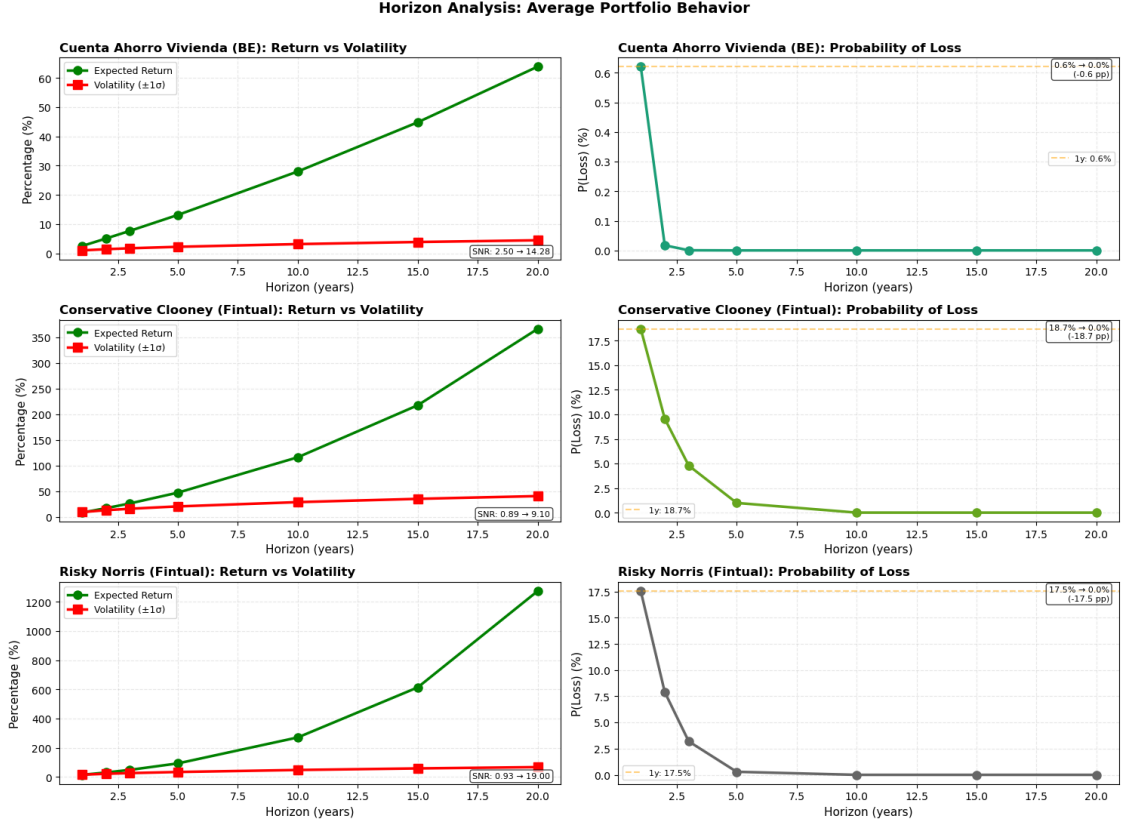 Horizon Analysis: Average Portfolio Behavior
Cuenta Ahorro Vivienda (BE): Return vs Volatility
Percentage (%)
60
50
40
30
20
10
0
Expected Return
Volatility (±1σ)
SNR: 2.50 → 14.28
2.5
5.0
7.5
10.0
12.5
15.0
17.5
20.0
Horizon (years)
Cuenta Ahorro Vivienda (BE): Probability of Loss
P(Loss) (%)
0.6
0.5
0.4
0.3
0.2
0.1
0.0
0.6% → 0.0%
(-0.6 pp)
1y: 0.6%
2.5
5.0
7.5
10.0
12.5
15.0
17.5
20.0
Horizon (years)
Conservative Clooney (Fintual): Return vs Volatility
Percentage (%)
350
300
250
200
150
100
50
0
Expected Return
Volatility (±1σ)
SNR: 0.89 → 9.10
2.5
5.0
7.5
10.0
12.5
15.0
17.5
20.0
Horizon (years)
Conservative Clooney (Fintual): Probability of Loss
P(Loss) (%)
17.5
15.0
12.5
10.0
7.5
5.0
2.5
0.0
18.7% → 0.0%
(-18.7 pp)
1y: 18.7%
2.5
5.0
7.5
10.0
12.5
15.0
17.5
20.0
Horizon (years)
Risky Norris (Fintual): Return vs Volatility
Percentage (%)
1200
1000
800
600
400
200
0
Expected Return
Volatility (±1σ)
SNR: 0.93 → 19.00
2.5
5.0
7.5
10.0
12.5
15.0
17.5
20.0
Horizon (years)
Risky Norris (Fintual): Probability of Loss
P(Loss) (%)
17.5
15.0
12.5
10.0
7.5
5.0
2.5
0.0
17.5% → 0.0%
(-17.5 pp)
1y: 17.5%
2.5
5.0
7.5
10.0
12.5
15.0
17.5
20.0
Horizon (years)